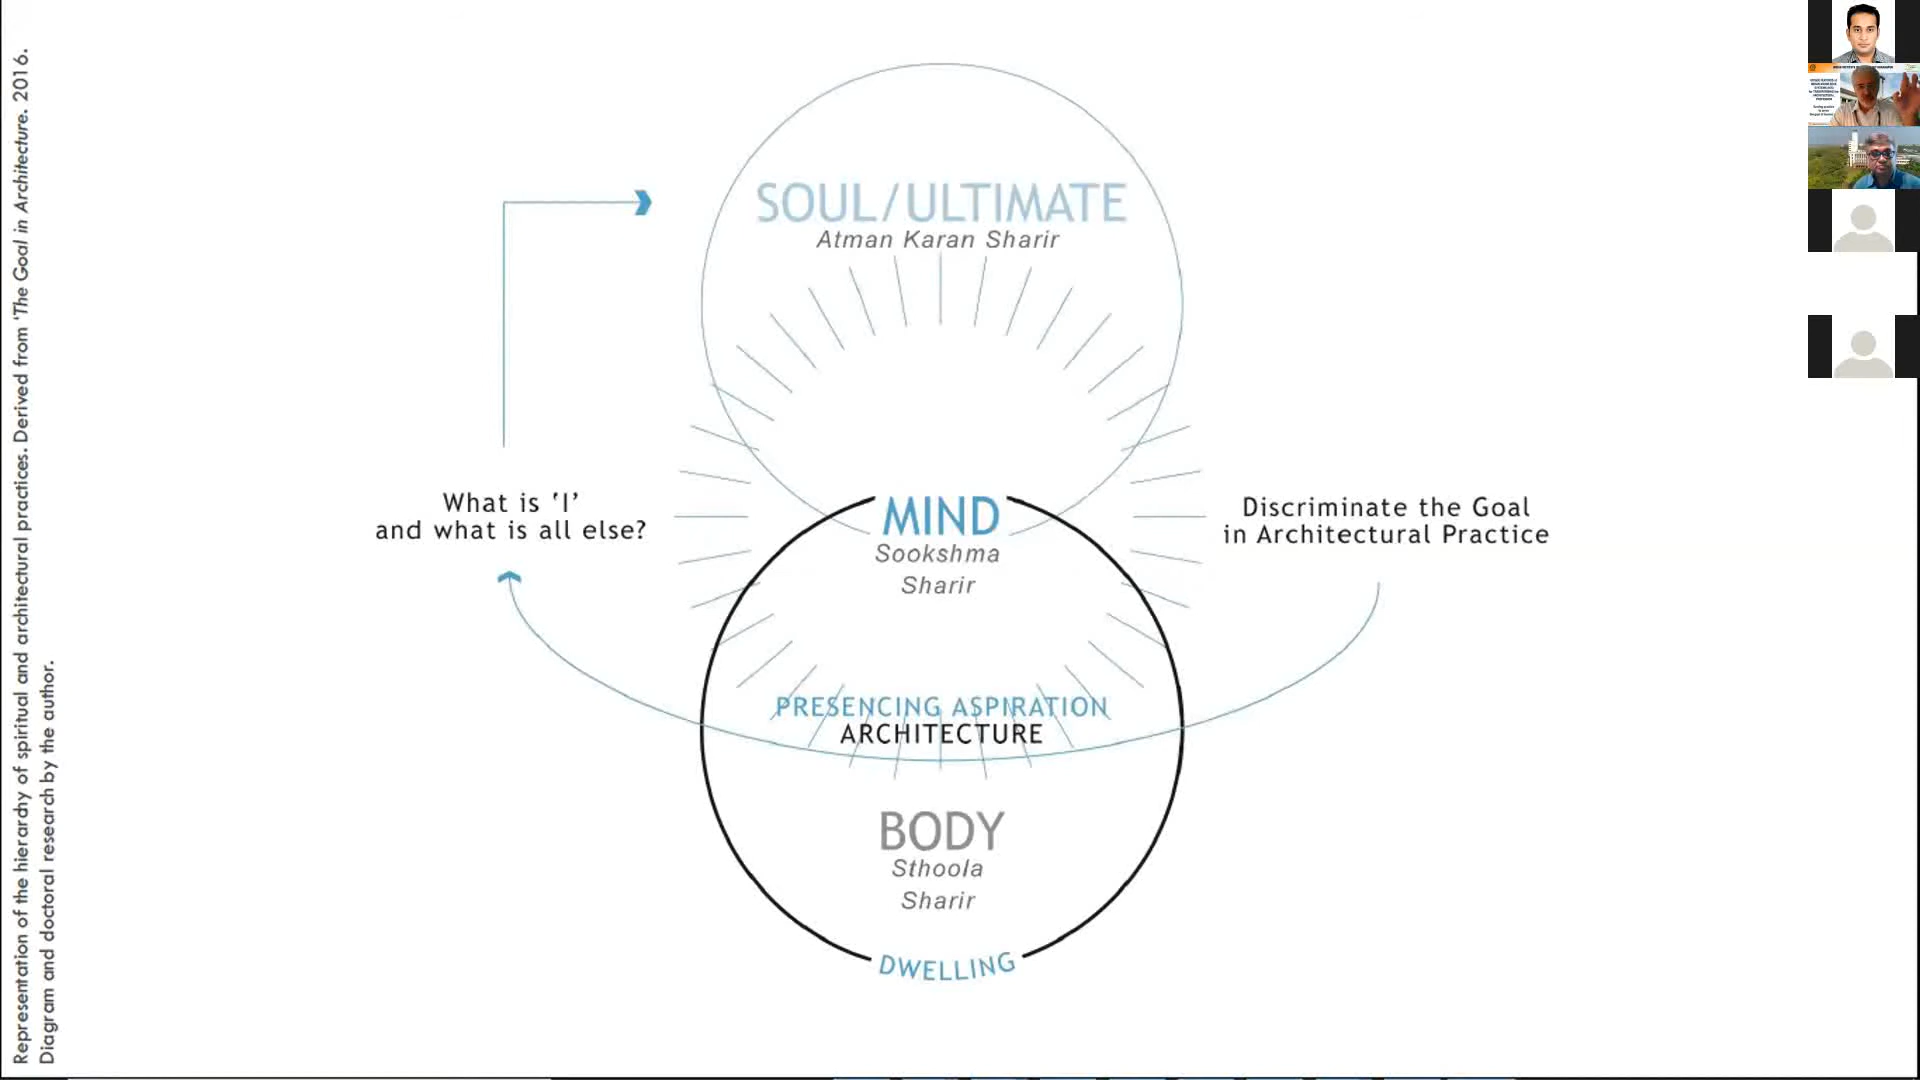 Representation of the hierarchy of spiritual and architectural practices. Derived from 'The Goal in Architecture. 2016.
Diagram and doctoral research by the author.
SOUL/ULTIMATE
Atman Karan Sharir
What is ‘I’
and what is all else?
MIND
Sookshma
Sharir
Discriminate the Goal
in Architectural Practice
PRESENCING ASPIRATION
ARCHITECTURE
BODY
Sthoola
Sharir
DWELLING